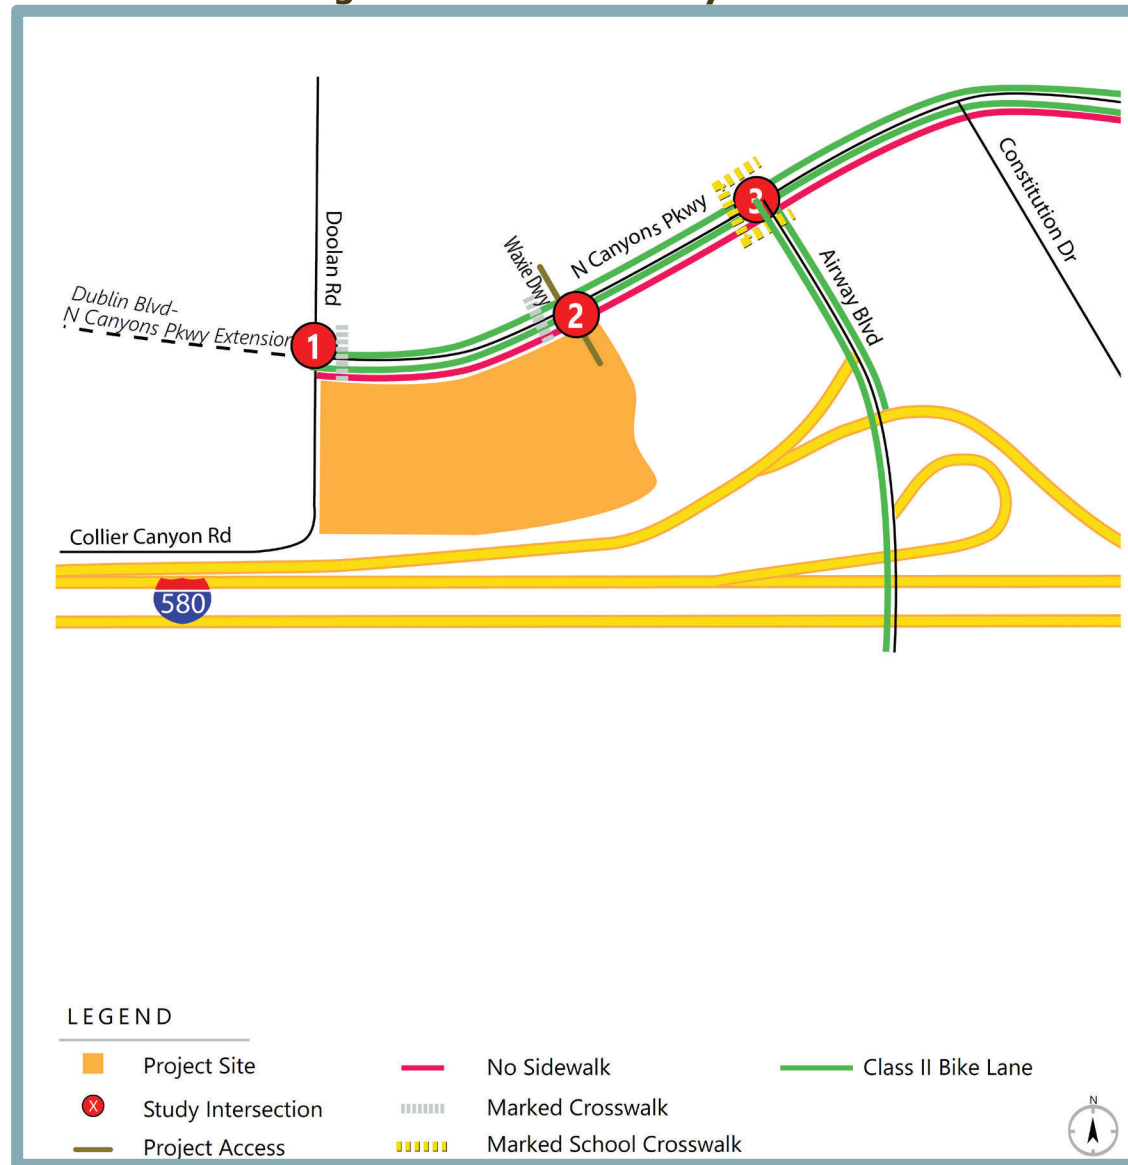 Doolan Rd
Dublin Blvd-
N Canyons Pkwy Extension
Waxie Dwy
N Canyons Pkwy
Constitution Dr
Airway Blvd
1
2
3
Collier Canyon Rd
580
LEGEND
Project Site
No Sidewalk
Class II Bike Lane
X
Study Intersection
Marked Crosswalk
Project Access
Marked School Crosswalk
N